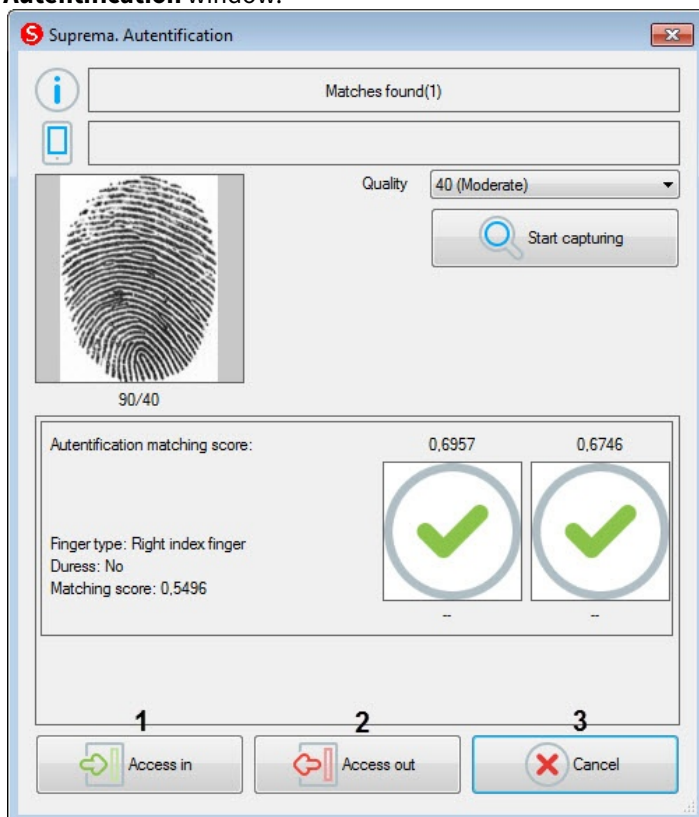 Autentification window.
Suprema. Autentification
Matches found(1)
Quality
40 (Moderate)
Start capturing
90/40
Autentification matching score:
0,6957
0,6746
Finger type: Right index finger
Duress: No
Matching score: 0,5496
--
--
1
2
3
Access in
Access out
Cancel